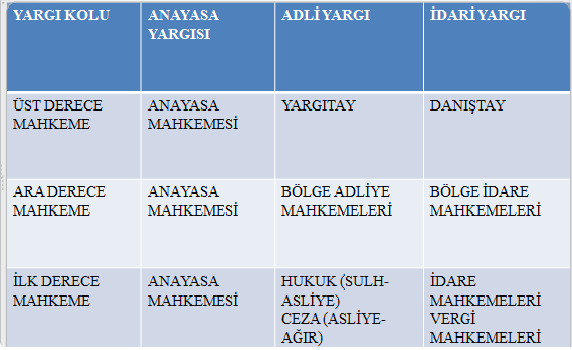 YARGI KOLU
ANAYASA
YARGISI
ADLİ YARGI
İDARİ YARGI
ÜST DERECE
MAHKEME
ANAYASA
MAHKEMESİ
YARGITAY
DANIŞTAY
ARA DERECE
MAHKEME
ANAYASA
MAHKEMESİ
BÖLGE ADLİYE
MAHKEMELERİ
BÖLGE İDARE
MAHKEMELERİ
İLK DERECE
MAHKEME
ANAYASA
MAHKEMESİ
HUKUK (SULH-
ASLİYE)
CEZA (ASLİYE-
AĞIR)
İDARE
MAHKEMELERİ
VERGİ
MAHKEMELERİ